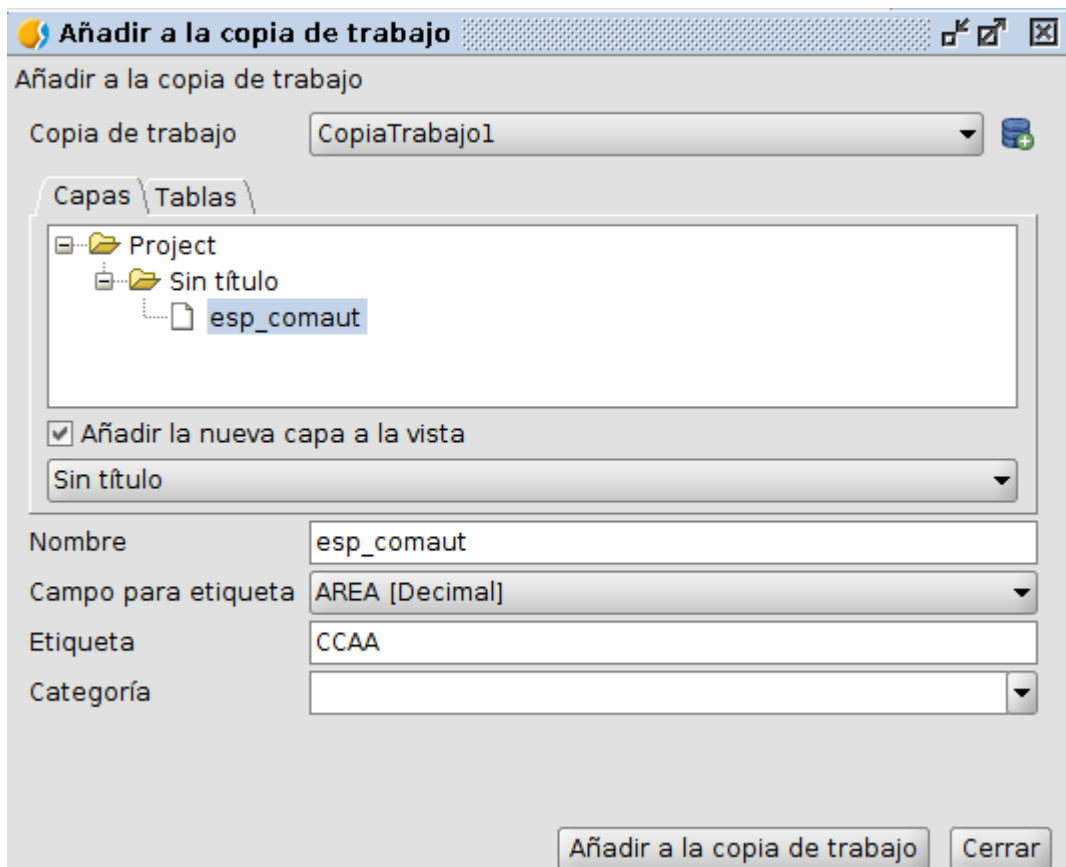 Añadir a la copia de trabajo
Añadir a la copia de trabajo
Copia de trabajo CopiaTrabajo1
Capas Tablas
Project
Sin título
esp_comaut
Añadir la nueva capa a la vista
Sin título
Nombre esp_comaut
Campo para etiqueta AREA [Decimal]
Etiqueta CCAA
Categoría
Añadir a la copia de trabajo Cerrar